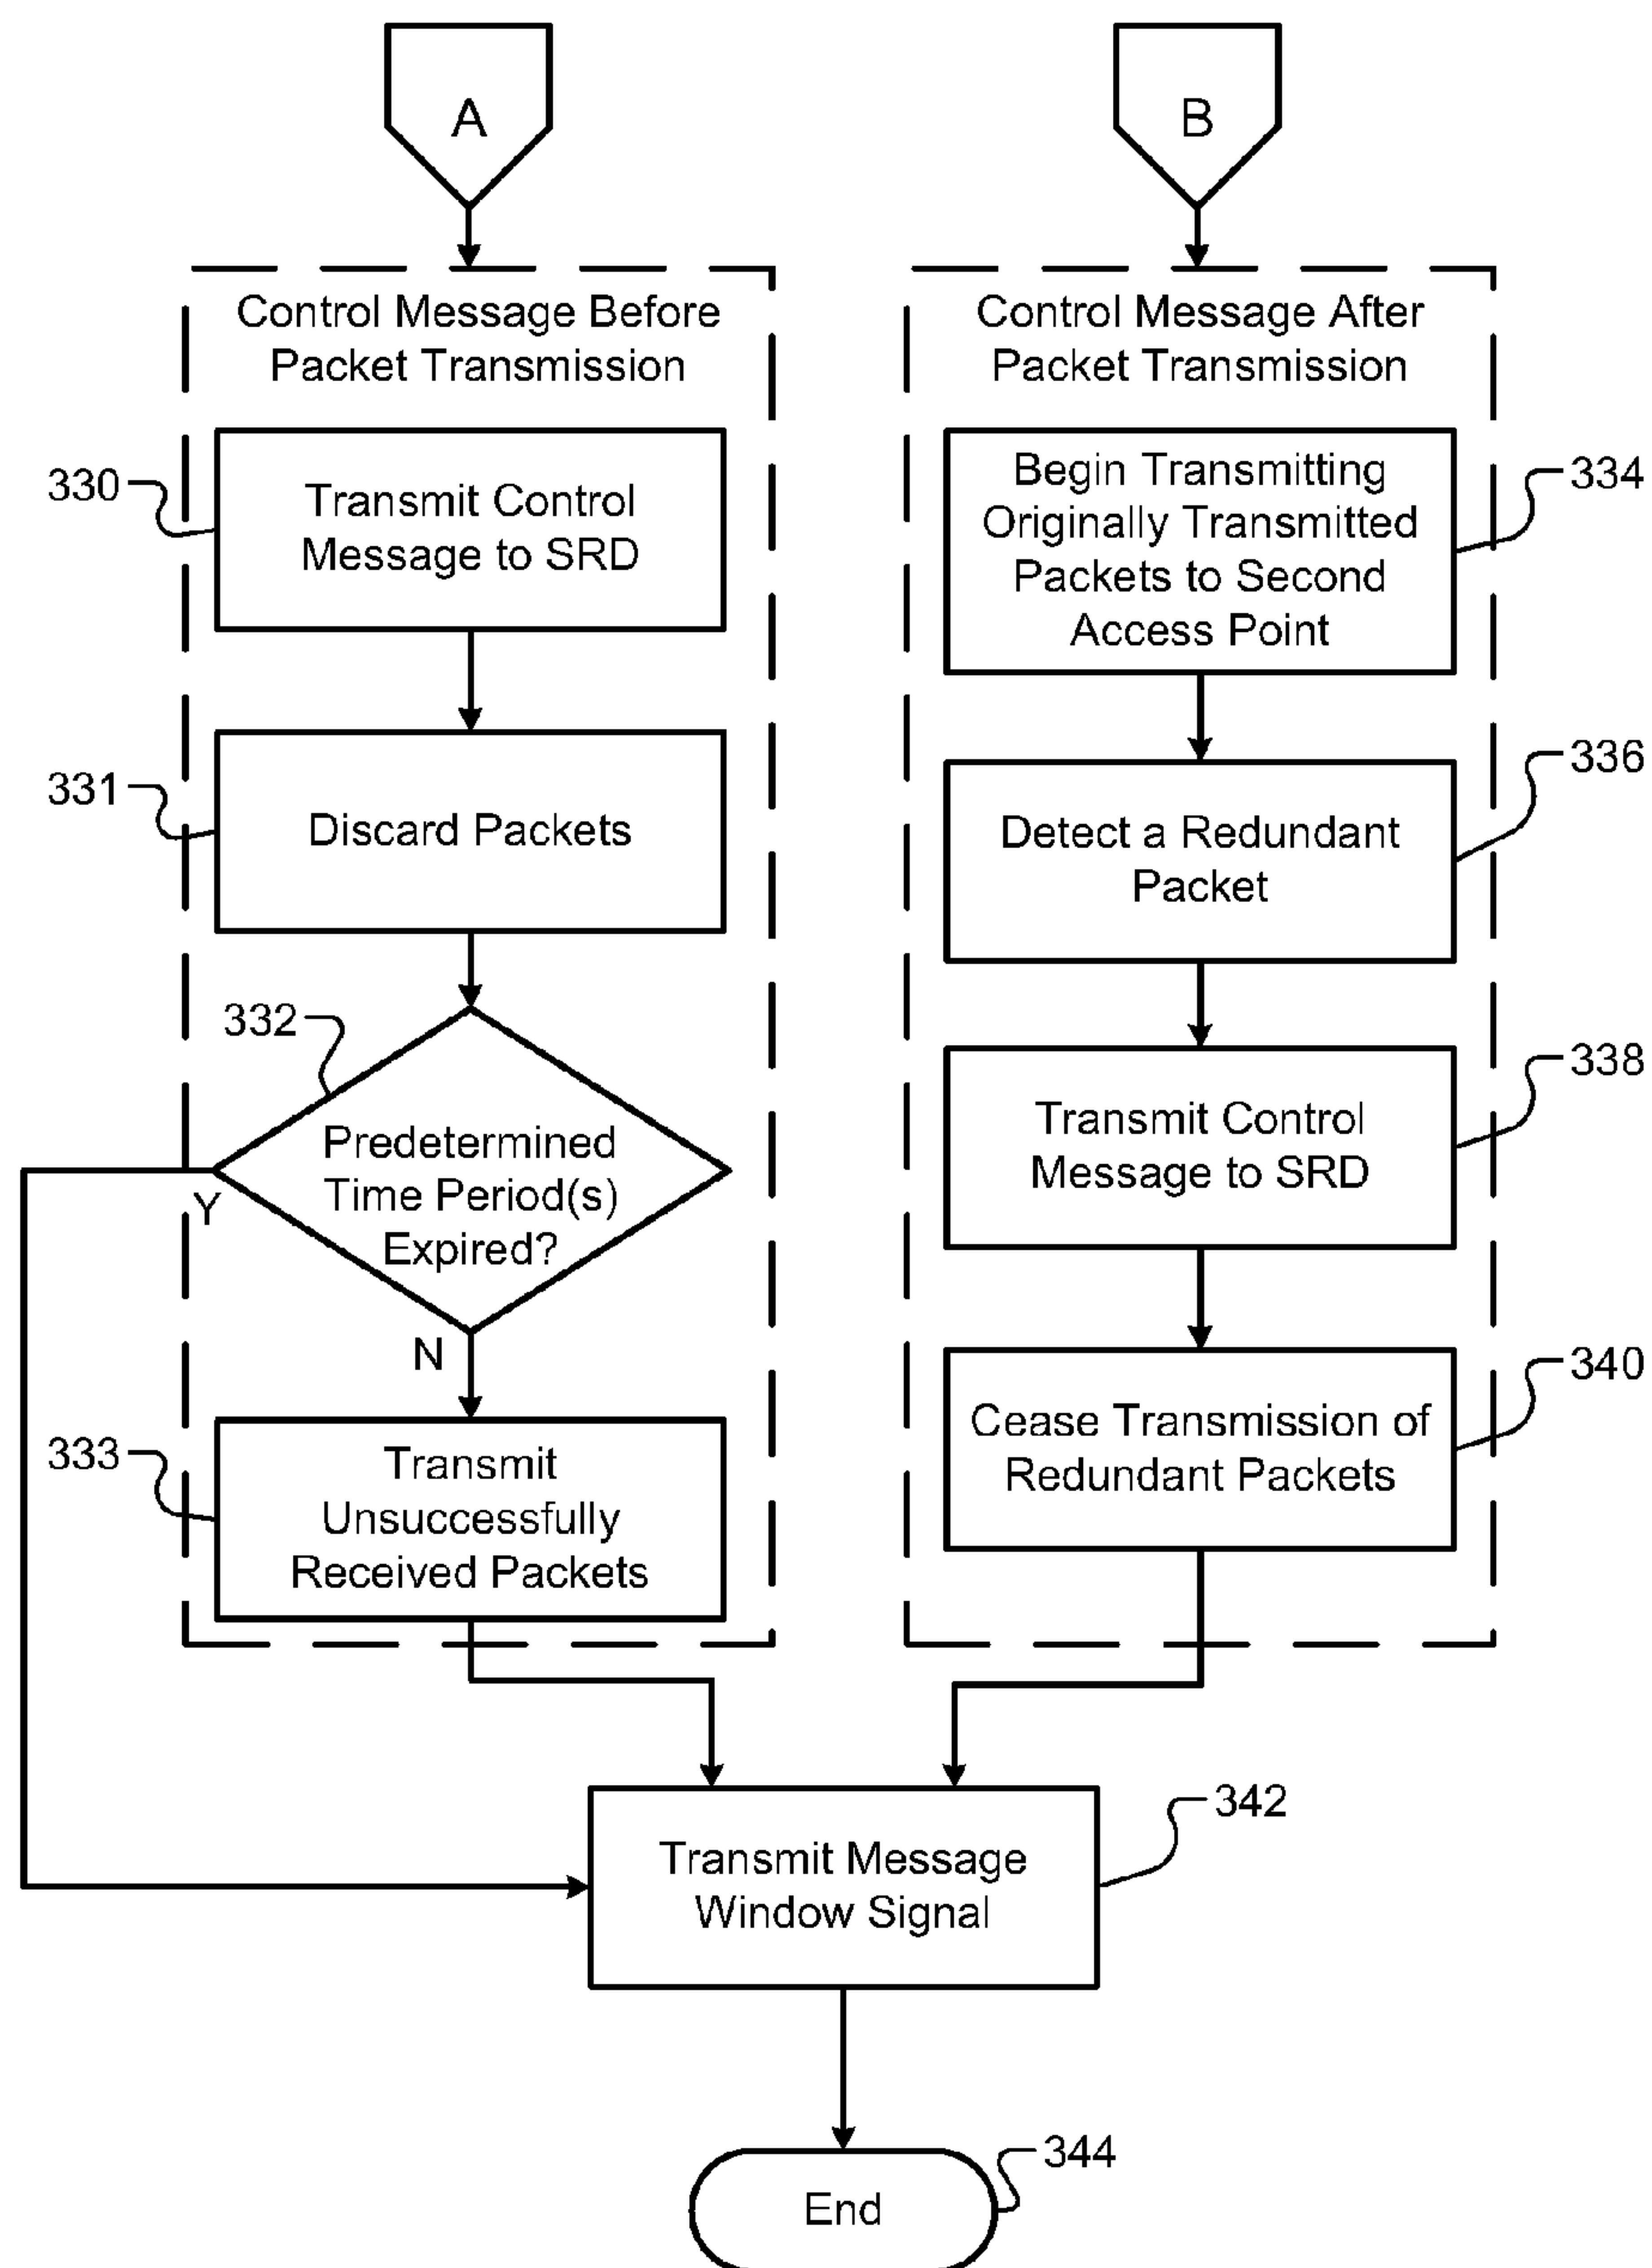 A
Control Message Before
Packet Transmission
330
Transmit Control
Message to SRD
331
Discard Packets
332
Predetermined
Time Period(s)
Expired?
Y
N
333
Transmit
Unsuccessfully
Received Packets
B
Control Message After
Packet Transmission
334
Begin Transmitting
Originally Transmitted
Packets to Second
Access Point
336
Detect a Redundant
Packet
338
Transmit Control
Message to SRD
340
Cease Transmission of
Redundant Packets
342
Transmit Message
Window Signal
344
End